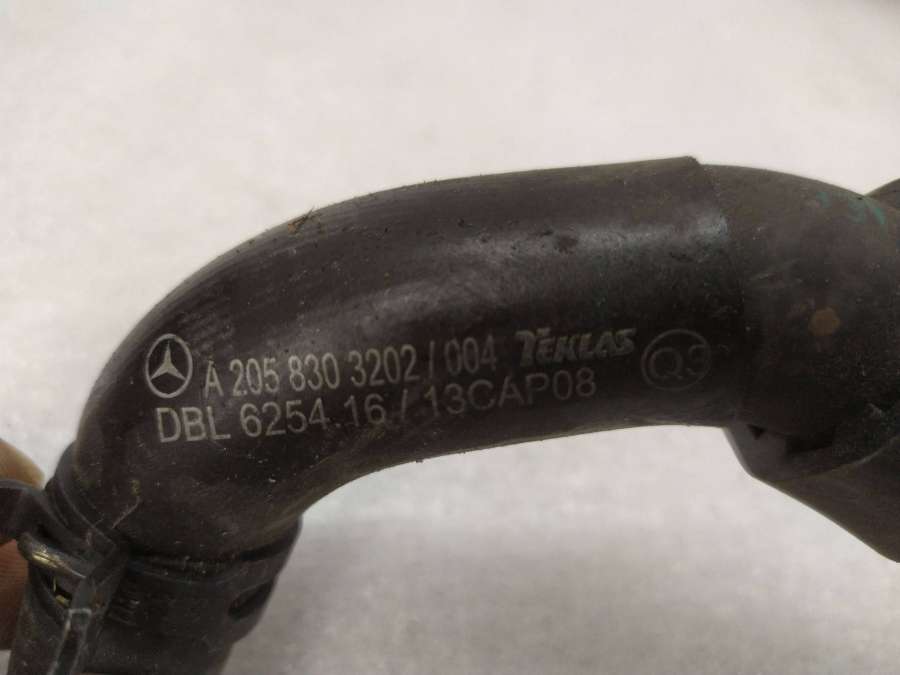 A 205 830 3202 / 004 TEKLAS Q3
DBL 6254.16 / 13CAP08